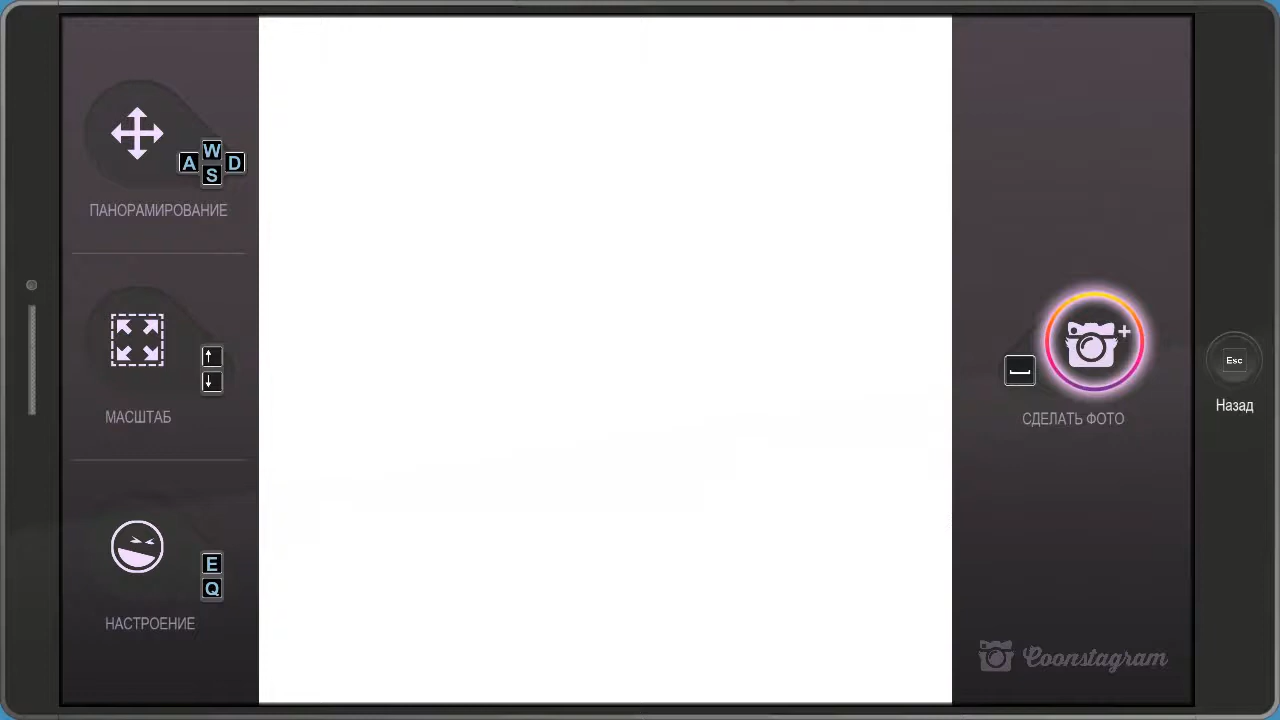 W
A
D
S
ПАНОРАМИРОВАНИЕ
МАСШТАБ
E
Q
НАСТРОЕНИЕ
СДЕЛАТЬ ФОТО
Esc
Назад
Coonstagram